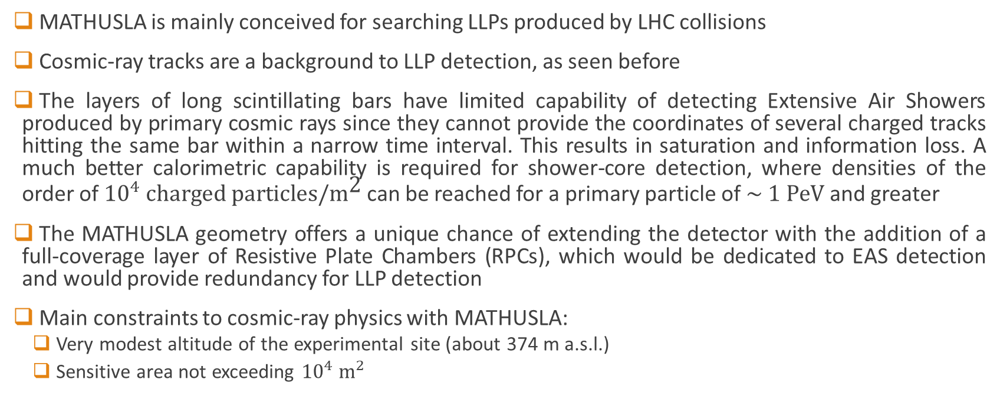 ❑ MATHUSLA is mainly conceived for searching LLPs produced by LHC collisions
❑ Cosmic-ray tracks are a background to LLP detection, as seen before
❑ The layers of long scintillating bars have limited capability of detecting Extensive Air Showers
produced by primary cosmic rays since they cannot provide the coordinates of several charged tracks
hitting the same bar within a narrow time interval. This results in saturation and information loss. A
much better calorimetric capability is required for shower-core detection, where densities of the
order of 10⁴ charged particles/m² can be reached for a primary particle of ~ 1 PeV and greater
❑ The MATHUSLA geometry offers a unique chance of extending the detector with the addition of a
full-coverage layer of Resistive Plate Chambers (RPCs), which would be dedicated to EAS detection
and would provide redundancy for LLP detection
❑ Main constraints to cosmic-ray physics with MATHUSLA:
❑ Very modest altitude of the experimental site (about 374 m a.s.l.)
❑ Sensitive area not exceeding 10⁴ m²